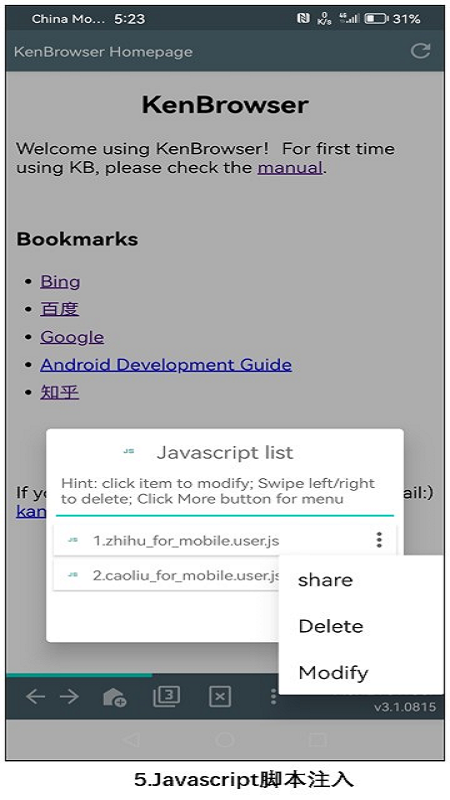 China Mo... 5:23
0 K/s 4G 31%
KenBrowser Homepage
KenBrowser
Welcome using KenBrowser! For first time
using KB, please check the manual.
Bookmarks
• Bing
• 百度
• Google
• Android Development Guide
• 知乎
JS Javascript list
Hint: click item to modify; Swipe left/right
to delete; Click More button for menu
If yo ail:)
kan
JS 1.zhihu_for_mobile.user.js
JS 2.caoliu_for_mobile.user.js
share
Delete
Modify
3
v3.1.0815
5.Javascript脚本注入